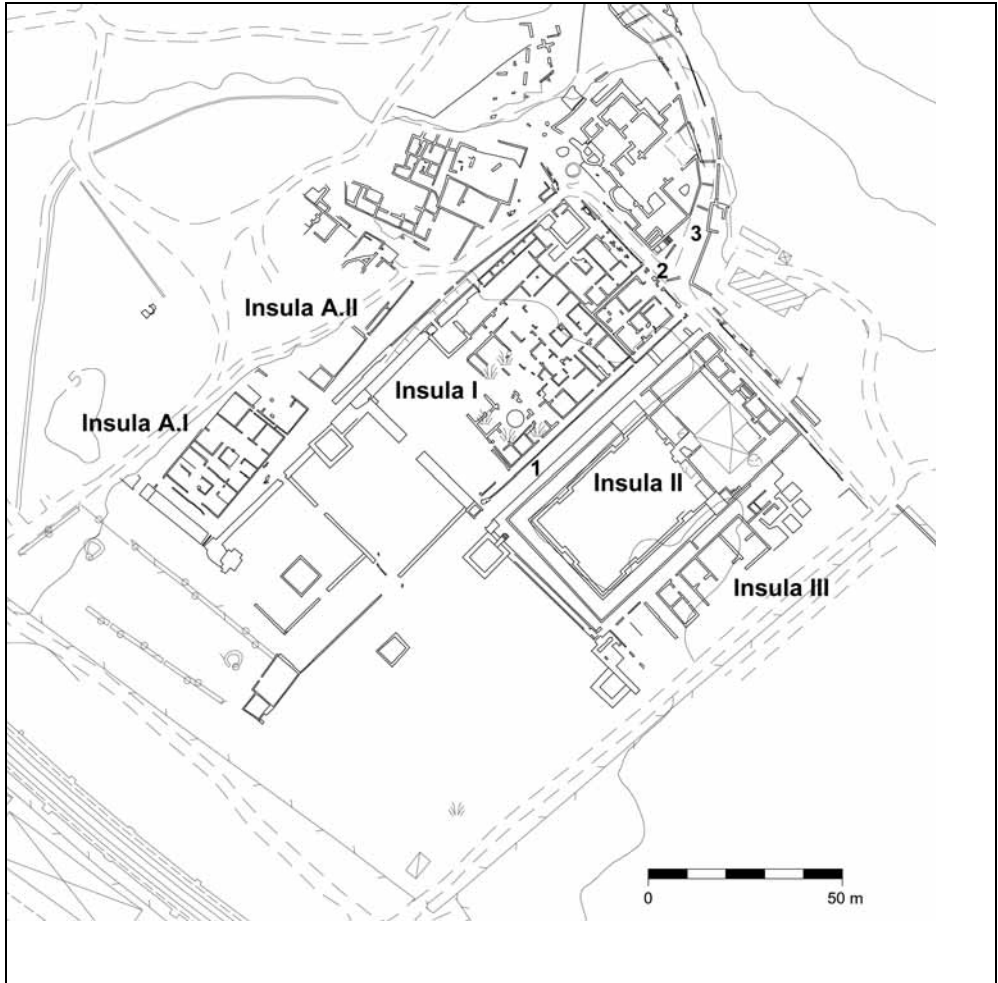 3
2
Insula A.II
Insula I
Insula A.I
1
Insula II
Insula III
0
50 m